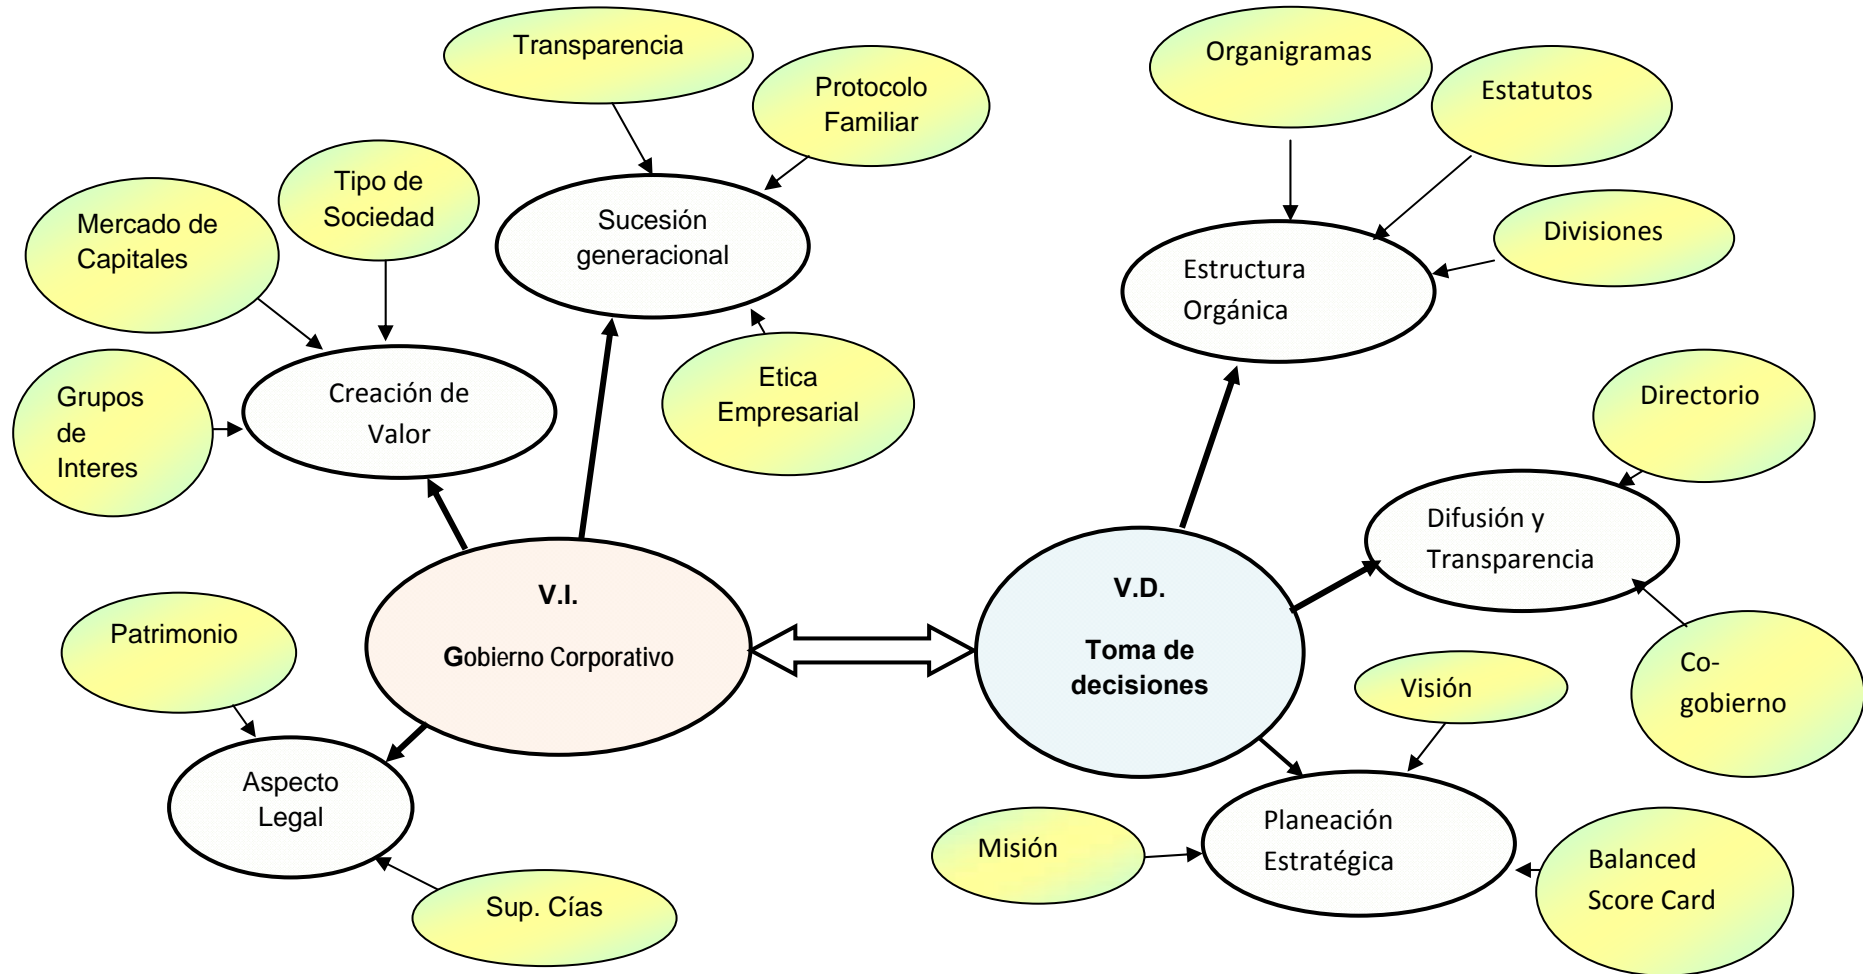 Transparencia
Protocolo
Familiar
Organigramas
Estatutos
Tipo de
Sociedad
Mercado de
Capitales
Sucesión
generacional
Divisiones
Estructura
Orgánica
Grupos
de
Interes
Creación de
Valor
Etica
Empresarial
Directorio
Difusión y
Transparencia
V.I.
Gobierno Corporativo
V.D.
Toma de
decisiones
Patrimonio
Visión
Co-
gobierno
Aspecto
Legal
Misión
Planeación
Estratégica
Balanced
Score Card
Sup. Cías